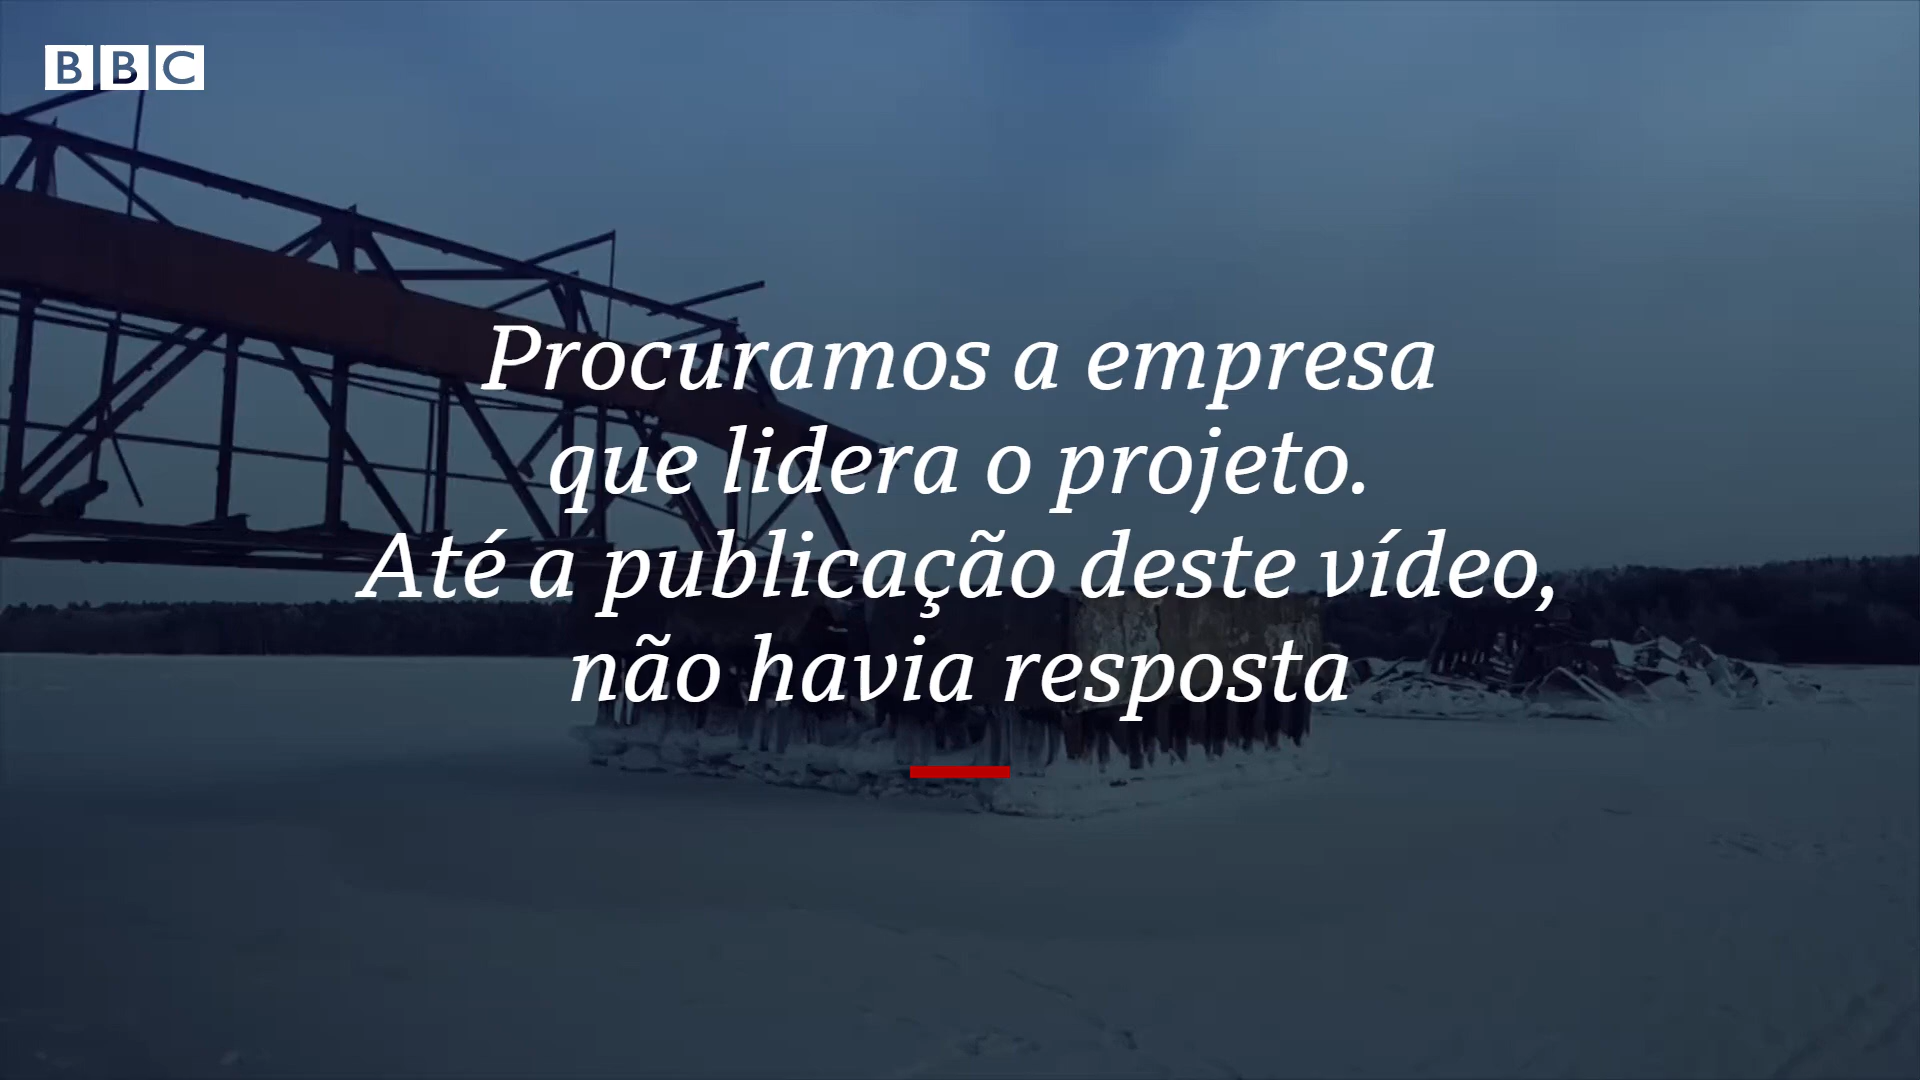 BBC
Procuramos a empresa
que lidera o projeto.
Até a publicação deste vídeo,
não havia resposta